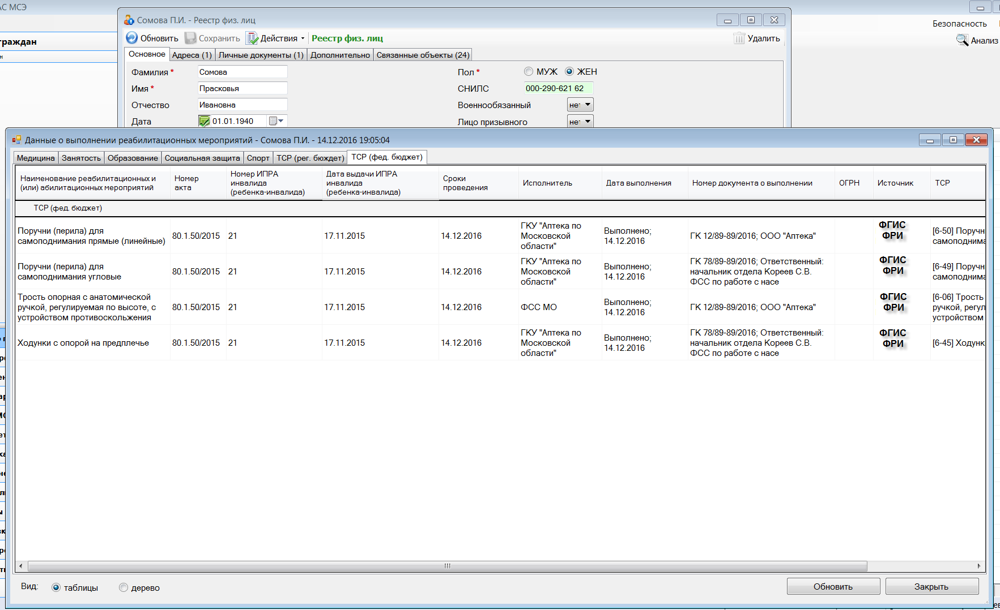 АС МСЭ
Безопасность
Анализ
граждан
Сомова П.И. - Реестр физ. лиц
Обновить Сохранить Действия Реестр физ. лиц Удалить
Основное Адреса (1) Личные документы (1) Дополнительно Связанные объекты (24)
Фамилия * Сомова Пол * МУЖ ЖЕН
Имя * Прасковья СНИЛС 000-290-621 62
Отчество Ивановна Военнообязанный нет
Дата 01.01.1940 Лицо призывного нет
Данные о выполнении реабилитационных мероприятий - Сомова П.И. - 14.12.2016 19:05:04
Медицина Занятость Образование Социальная защита Спорт ТСР (рег. бюждет) ТСР (фед. бюджет)
Наименование реабилитационных и
(или) абилитационных мероприятий
Номер
акта
Номер ИПРА
инвалида
(ребенка-инвалида)
Дата выдачи ИПРА
инвалида
(ребенка-инвалида)
Сроки
проведения
Исполнитель
Дата выполнения
Номер документа о выполнении
ОГРН
Источник
ТСР
ТСР (фед. бюджет)
Поручни (перила) для
самоподнимания прямые (линейные)
80.1.50/2015
21
17.11.2015
14.12.2016
ГКУ "Аптека по
Московской
области"
Выполнено;
14.12.2016
ГК 12/89-89/2016; ООО "Аптека"
ФГИС
ФРИ
[6-50] Поручн
самоподнима
Поручни (перила) для
самоподнимания угловые
80.1.50/2015
21
17.11.2015
14.12.2016
ГКУ "Аптека по
Московской
области"
Выполнено;
14.12.2016
ГК 78/89-89/2016; Ответственный:
начальник отдела Кореев С.В.
ФСС по работе с насе
ФГИС
ФРИ
[6-49] Поручн
самоподнима
Трость опорная с анатомической
ручкой, регулируемая по высоте, с
устройством противоскольжения
80.1.50/2015
21
17.11.2015
14.12.2016
ФСС МО
Выполнено;
14.12.2016
ГК 12/89-89/2016; ООО "Аптека"
ФГИС
ФРИ
[6-06] Трость
ручкой, регул
устройством
Ходунки с опорой на предплечье
80.1.50/2015
21
17.11.2015
14.12.2016
ГКУ "Аптека по
Московской
области"
Выполнено;
14.12.2016
ГК 78/89-89/2016; Ответственный:
начальник отдела Кореев С.В.
ФСС по работе с насе
ФГИС
ФРИ
[6-45] Ходунк
Вид: таблицы дерево
Обновить Закрыть